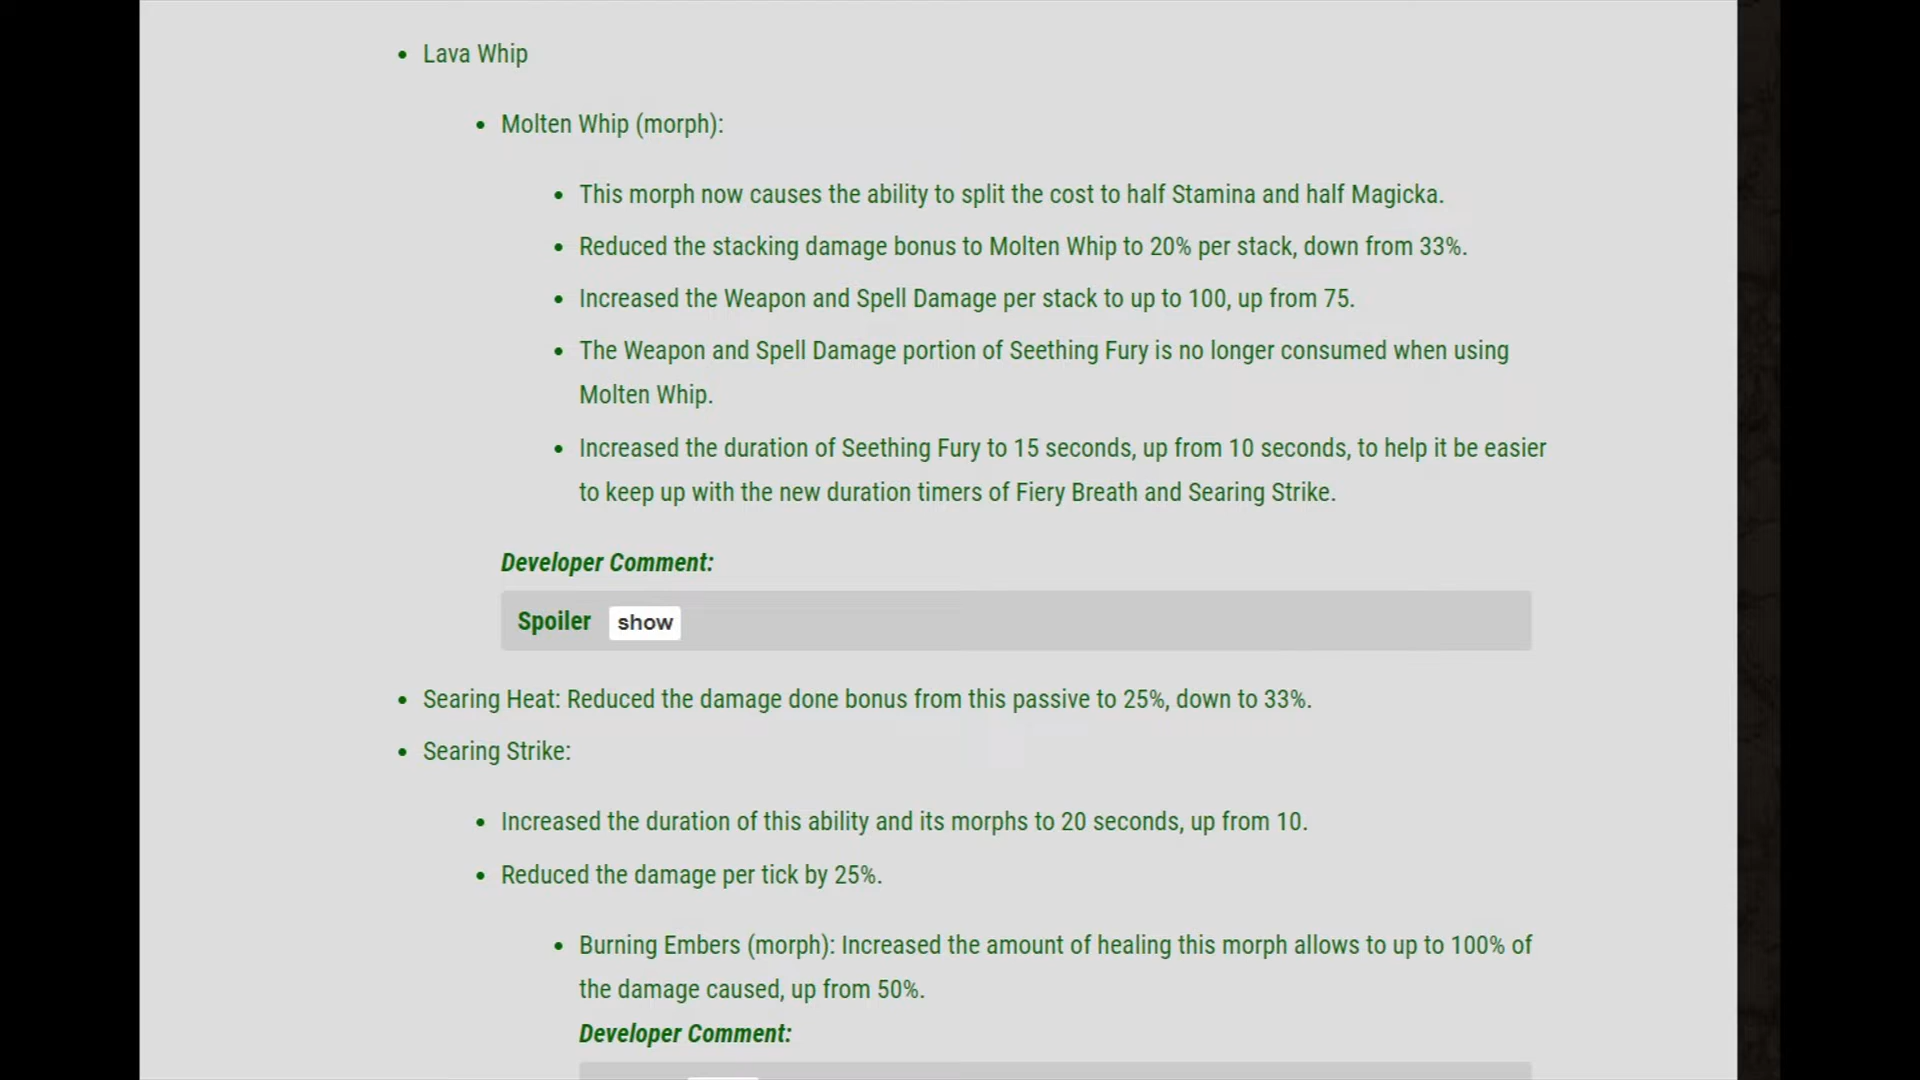 Lava Whip
Molten Whip (morph):
This morph now causes the ability to split the cost to half Stamina and half Magicka.
Reduced the stacking damage bonus to Molten Whip to 20% per stack, down from 33%.
Increased the Weapon and Spell Damage per stack to up to 100, up from 75.
The Weapon and Spell Damage portion of Seething Fury is no longer consumed when using
Molten Whip.
Increased the duration of Seething Fury to 15 seconds, up from 10 seconds, to help it be easier
to keep up with the new duration timers of Fiery Breath and Searing Strike.
Developer Comment:
Spoiler show
Searing Heat: Reduced the damage done bonus from this passive to 25%, down to 33%.
Searing Strike:
Increased the duration of this ability and its morphs to 20 seconds, up from 10.
Reduced the damage per tick by 25%.
Burning Embers (morph): Increased the amount of healing this morph allows to up to 100% of
the damage caused, up from 50%.
Developer Comment: